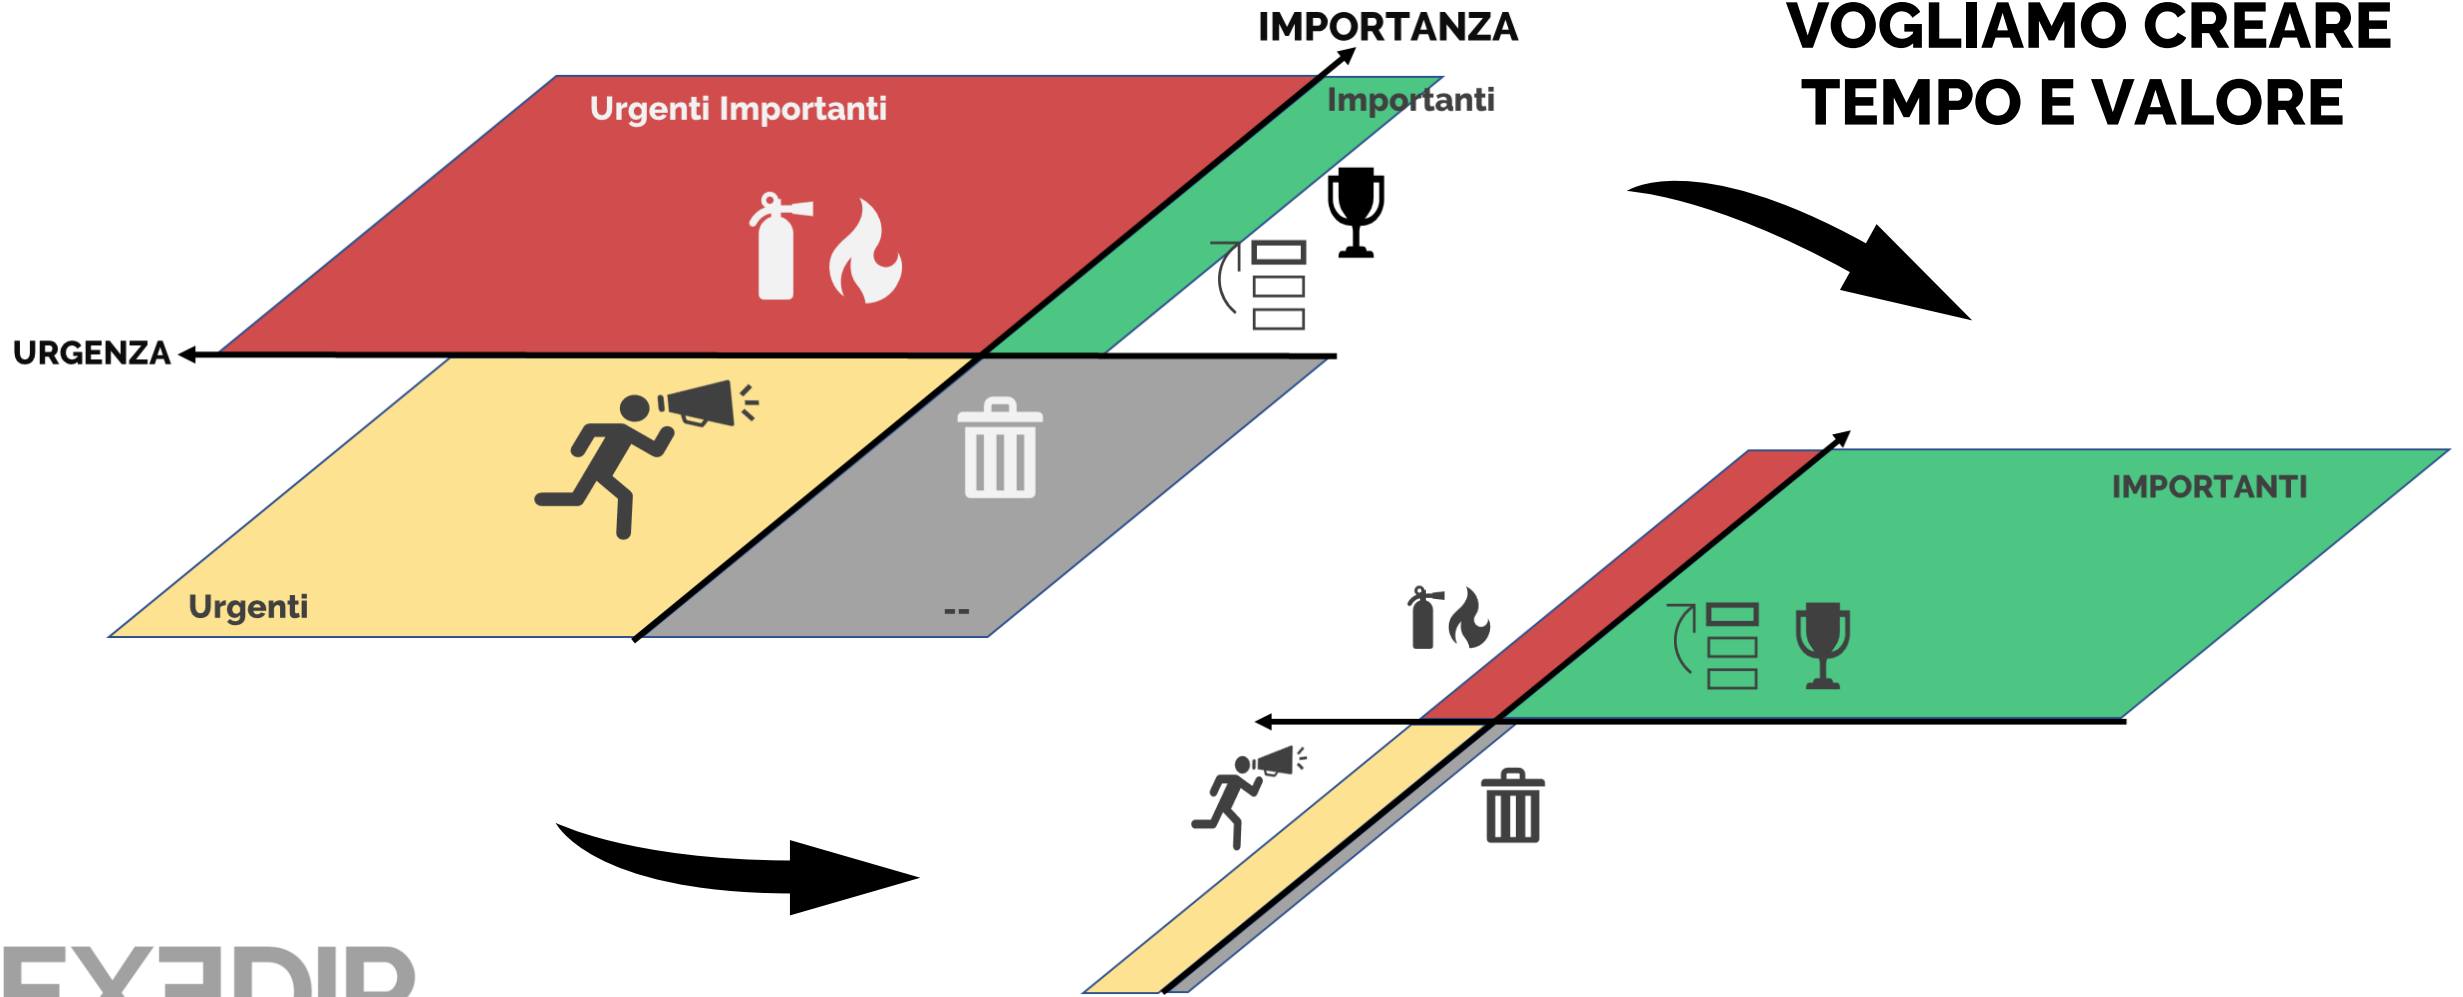 IMPORTANZA
VOGLIAMO CREARE
TEMPO E VALORE
Urgenti Importanti
Importanti
URGENZA
Urgenti
--
IMPORTANTI